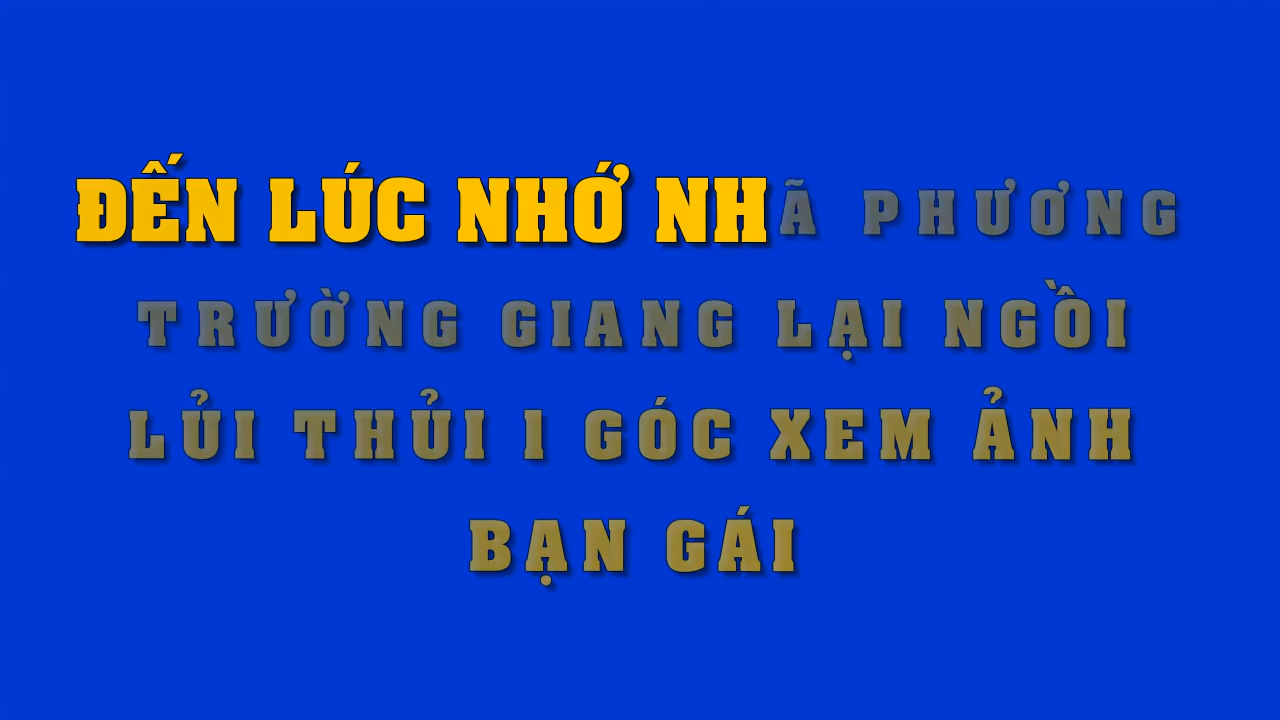 ĐẾN LÚC NHỚ NHÃ PHƯƠNG
TRƯỜNG GIANG LẠI NGỒI
LỦI THỦI 1 GÓC XEM ẢNH
BẠN GÁI